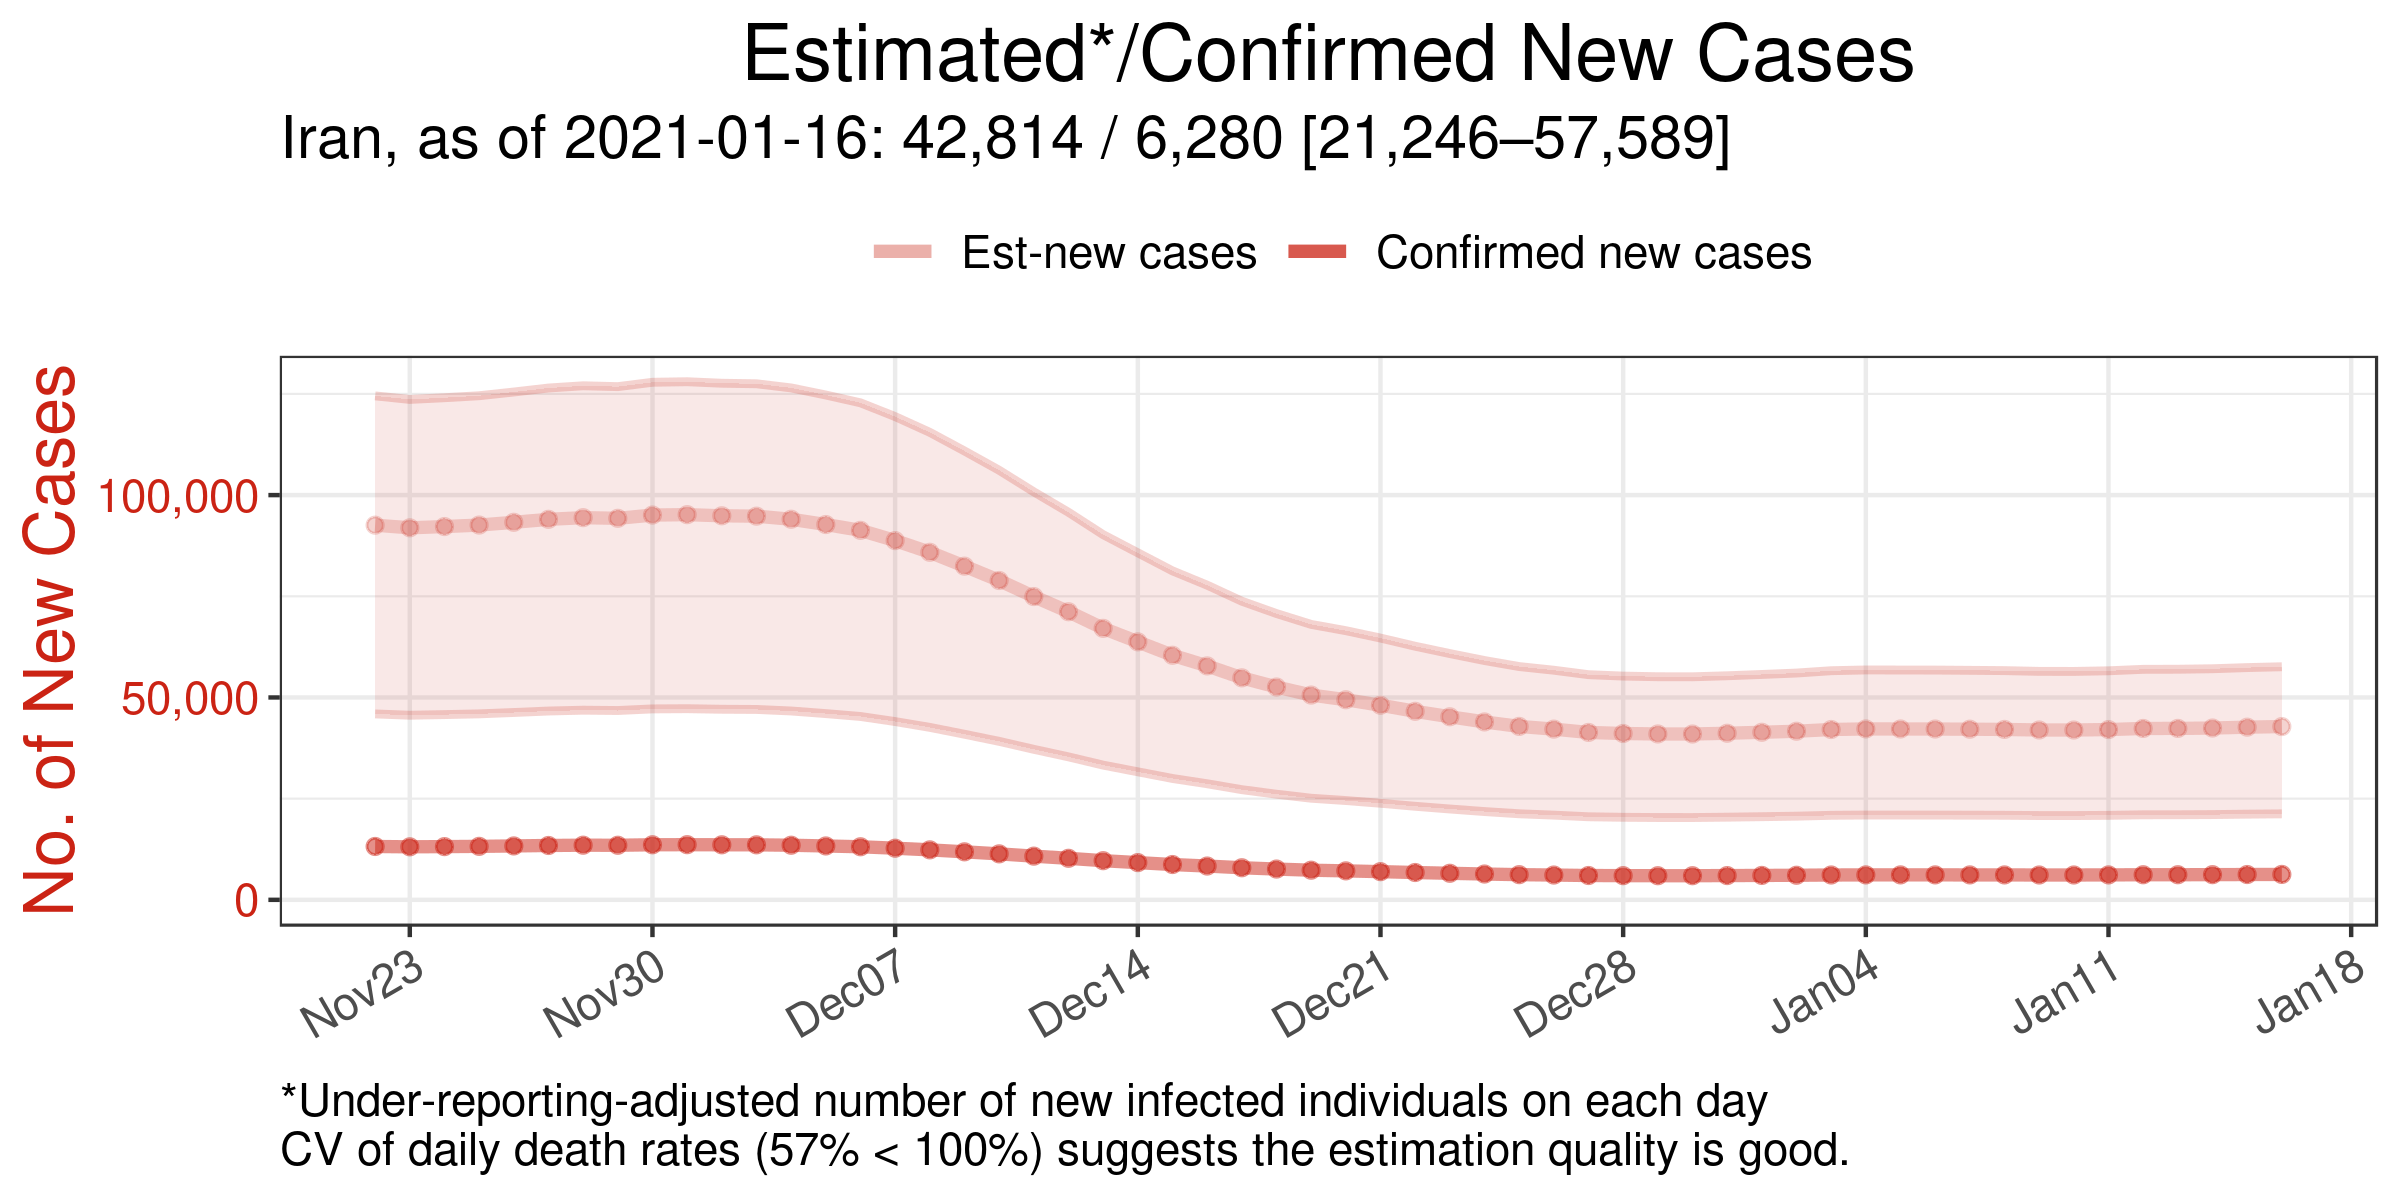 Estimated*/Confirmed New Cases
Iran, as of 2021-01-16: 42,814 / 6,280 [21,246–57,589]
Est-new cases
Confirmed new cases
No. of New Cases
100,000
50,000
0
Nov23
Nov30
Dec07
Dec14
Dec21
Dec28
Jan04
Jan11
Jan18
*Under-reporting-adjusted number of new infected individuals on each day
CV of daily death rates (57% < 100%) suggests the estimation quality is good.